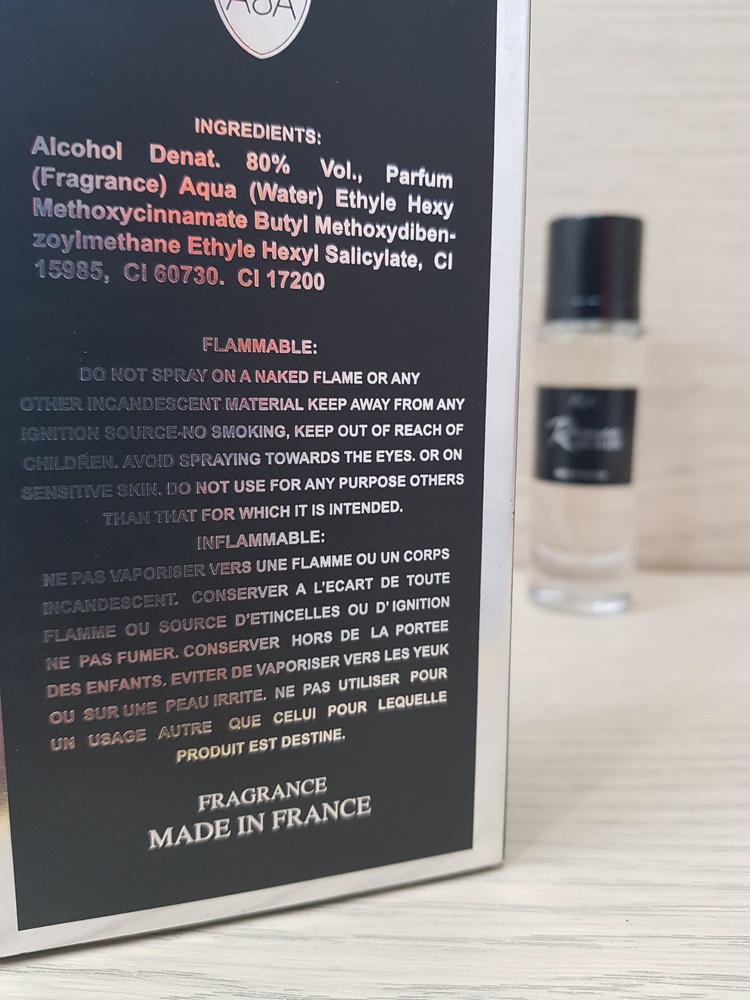 INGREDIENTS:
Alcohol Denat. 80% Vol., Parfum
(Fragrance) Aqua (Water) Ethyle Hexy
Methoxycinnamate Butyl Methoxydiben-
zoylmethane Ethyle Hexyl Salicylate, CI
15985, CI 60730. CI 17200
FLAMMABLE:
DO NOT SPRAY ON A NAKED FLAME OR ANY
OTHER INCANDESCENT MATERIAL KEEP AWAY FROM ANY
IGNITION SOURCE-NO SMOKING, KEEP OUT OF REACH OF
CHILDREN. AVOID SPRAYING TOWARDS THE EYES. OR ON
SENSITIVE SKIN. DO NOT USE FOR ANY PURPOSE OTHERS
THAN THAT FOR WHICH IT IS INTENDED.
INFLAMMABLE:
NE PAS VAPORISER VERS UNE FLAMME OU UN CORPS
INCANDESCENT. CONSERVER A L'ECART DE TOUTE
FLAMME OU SOURCE D'ETINCELLES OU D'IGNITION
NE PAS FUMER. CONSERVER HORS DE LA PORTEE
DES ENFANTS. EVITER DE VAPORISER VERS LES YEUK
OU SUR UNE PEAU IRRITE. NE PAS UTILISER POUR
UN USAGE AUTRE QUE CELUI POUR LEQUELLE
PRODUIT EST DESTINE.
FRAGRANCE
MADE IN FRANCE